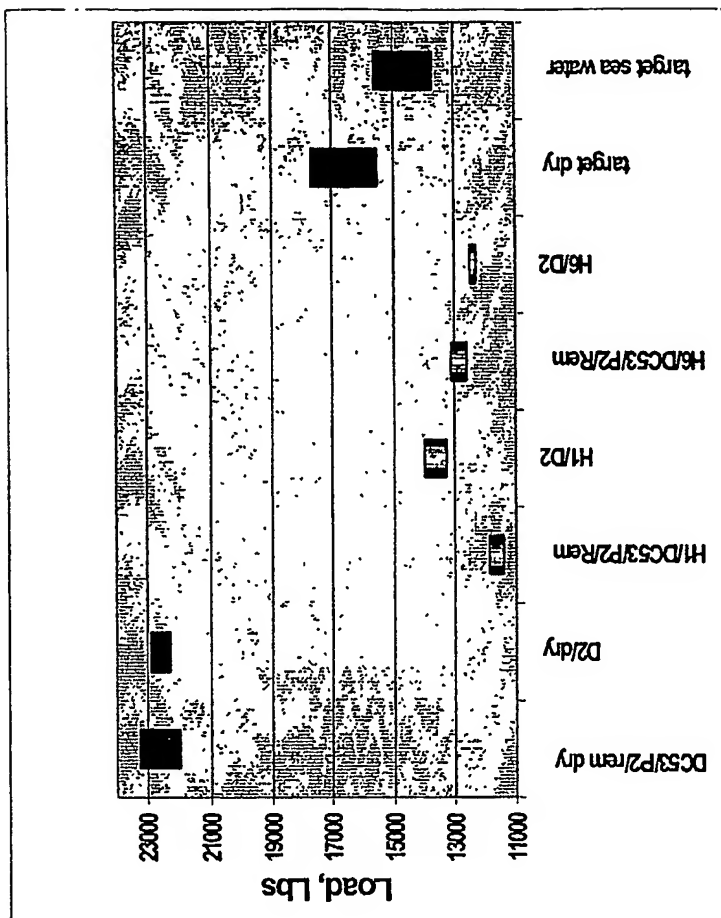 target sea water
target dry
H6/D2
H6/DC53/P2/Rem
H1/D2
H1/DC53/P2/Rem
D2/dry
DC53/P2/rem dry
23000
21000
19000
17000
15000
13000
11000
Load, Lbs